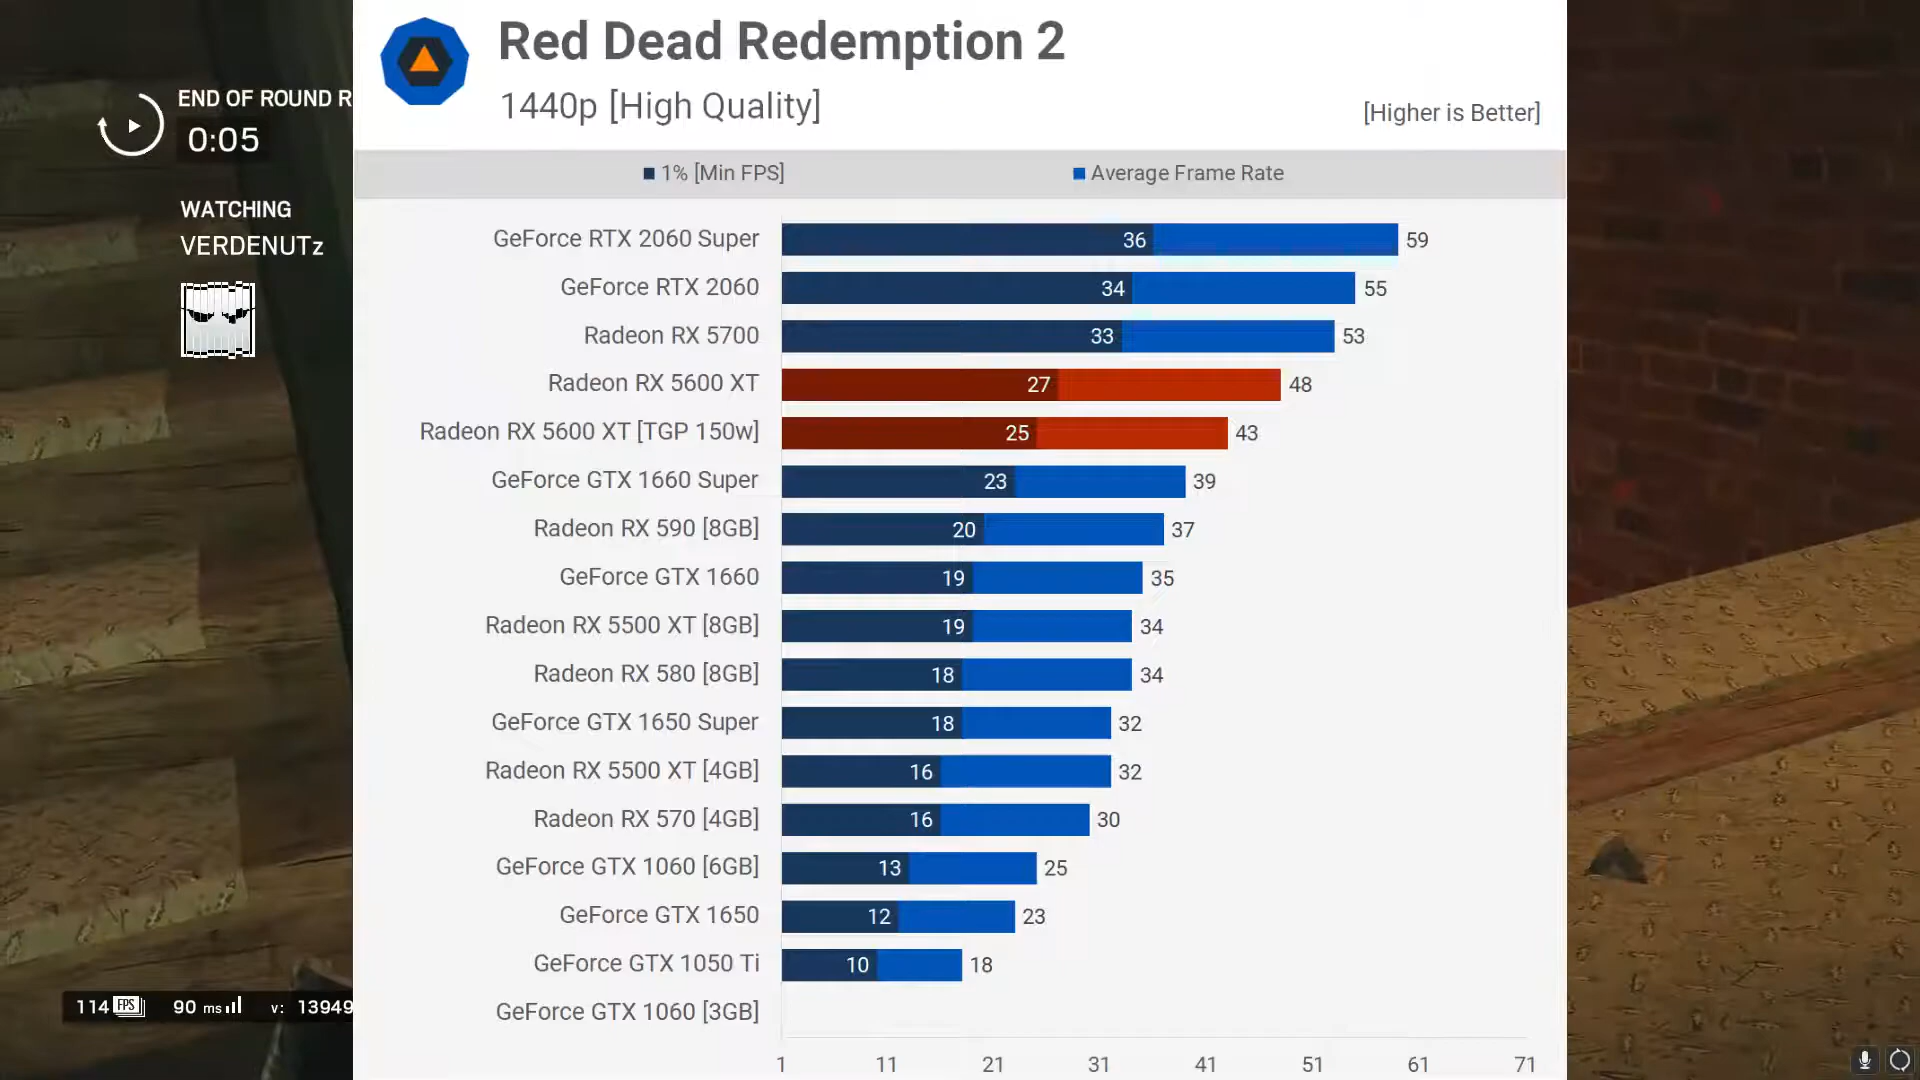 END OF ROUND R
0:05
WATCHING
VERDENUTz
Red Dead Redemption 2
1440p [High Quality]
[Higher is Better]
1% [Min FPS]
Average Frame Rate
GeForce RTX 2060 Super 36 59
GeForce RTX 2060 34 55
Radeon RX 5700 33 53
Radeon RX 5600 XT 27 48
Radeon RX 5600 XT [TGP 150w] 25 43
GeForce GTX 1660 Super 23 39
Radeon RX 590 [8GB] 20 37
GeForce GTX 1660 19 35
Radeon RX 5500 XT [8GB] 19 34
Radeon RX 580 [8GB] 18 34
GeForce GTX 1650 Super 18 32
Radeon RX 5500 XT [4GB] 16 32
Radeon RX 570 [4GB] 16 30
GeForce GTX 1060 [6GB] 13 25
GeForce GTX 1650 12 23
GeForce GTX 1050 Ti 10 18
GeForce GTX 1060 [3GB]
1 11 21 31 41 51 61 71
114 FPS 90 ms v: 13949